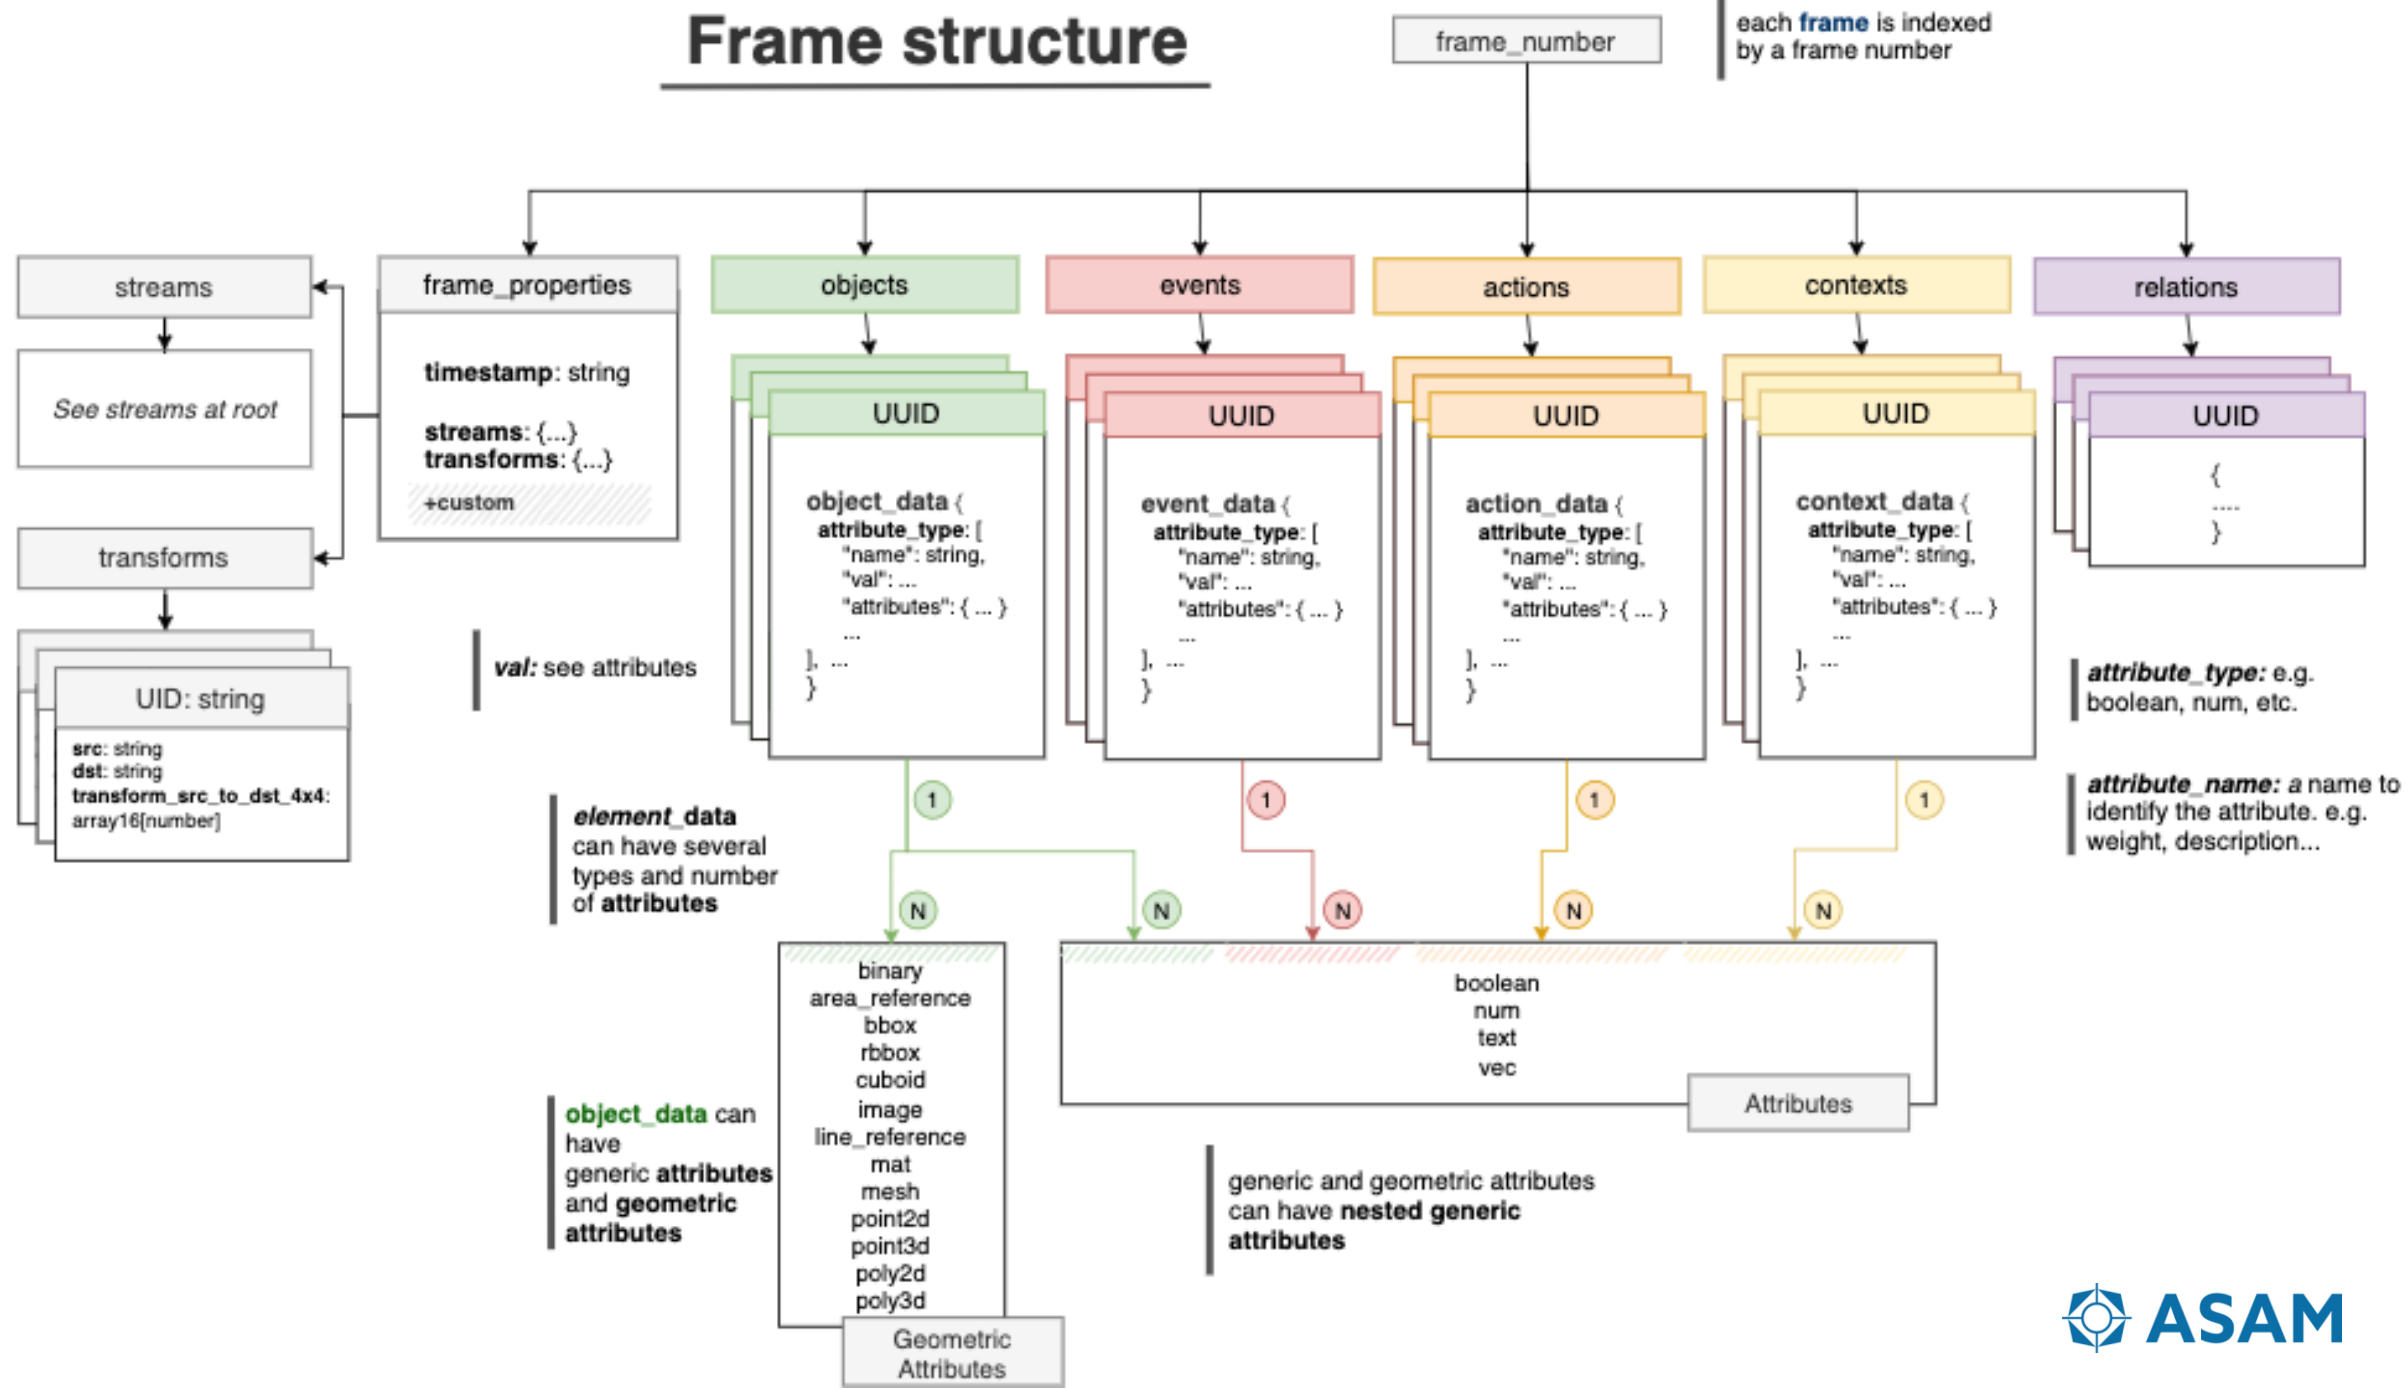 Frame structure
frame_number
each frame is indexed
by a frame number
streams
See streams at root
transforms
UID: string
src: string
dst: string
transform_src_to_dst_4x4:
array16[number]
frame_properties
timestamp: string
streams: {...}
transforms: {...}
+custom
objects
UUID
object_data {
attribute_type: [
"name": string,
"val": ...
"attributes": { ... }
...
], ...
}
events
UUID
event_data {
attribute_type: [
"name": string,
"val": ...
"attributes": { ... }
...
], ...
}
actions
UUID
action_data {
attribute_type: [
"name": string,
"val": ...
"attributes": { ... }
...
], ...
}
contexts
UUID
context_data {
attribute_type: [
"name": string,
"val": ...
"attributes": { ... }
...
], ...
}
relations
UUID
{
....
}
val: see attributes
attribute_type: e.g.
boolean, num, etc.
attribute_name: a name to
identify the attribute. e.g.
weight, description...
element_data
can have several
types and number
of attributes
1
1
1
1
N
N
N
N
N
binary
area_reference
bbox
rbbox
cuboid
image
line_reference
mat
mesh
point2d
point3d
poly2d
poly3d
Geometric
Attributes
boolean
num
text
vec
Attributes
object_data can
have
generic attributes
and geometric
attributes
generic and geometric attributes
can have nested generic
attributes
ASAM